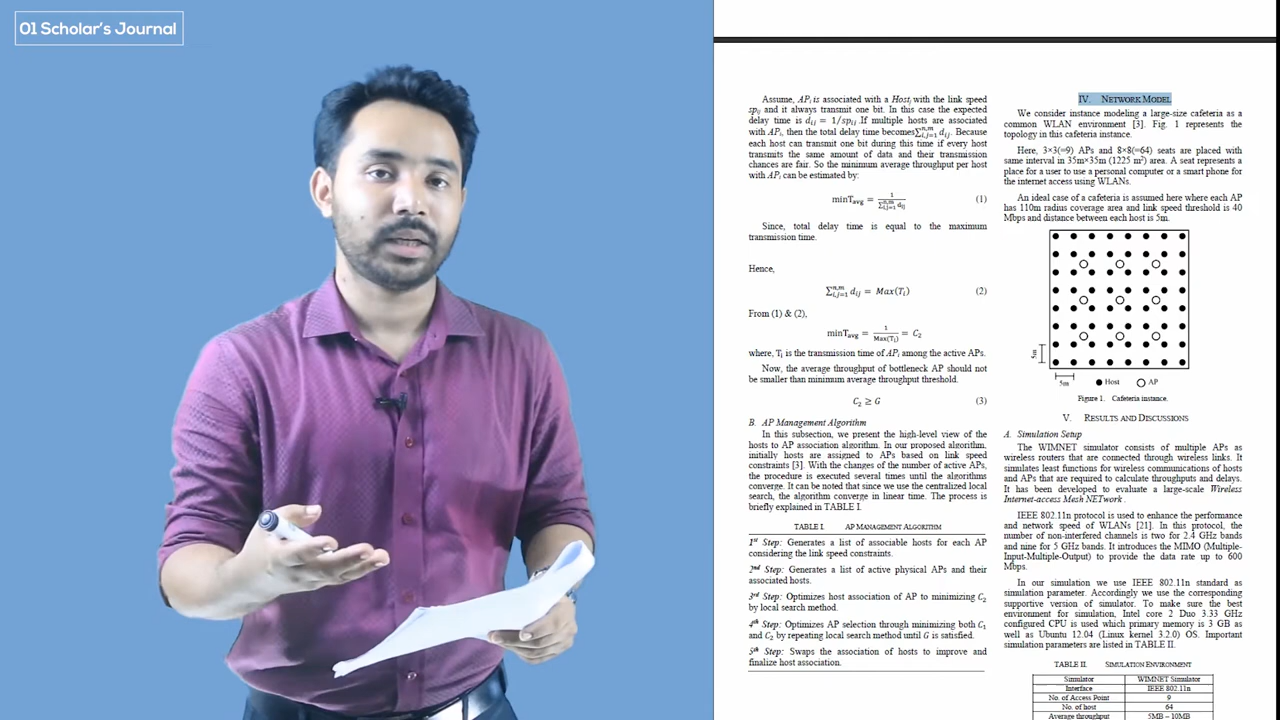 01 Scholar's Journal
Assume, APᵢ is associated with a Hostⱼ with the link speed
spᵢⱼ and it always transmit one bit. In this case the expected
delay time is dᵢⱼ = 1/spᵢⱼ .If multiple hosts are associated
with APᵢ, then the total delay time becomes∑ᵢ,ⱼ₌₁ⁿ,ᵐ dᵢⱼ. Because
each host can transmit one bit during this time if every host
transmits the same amount of data and their transmission
chances are fair. So the minimum average throughput per host
with APᵢ can be estimated by:
minTavg = 1/∑ᵢ,ⱼ₌₁ⁿ,ᵐ dᵢⱼ (1)
Since, total delay time is equal to the maximum
transmission time.
Hence,
∑ᵢ,ⱼ₌₁ⁿ,ᵐ dᵢⱼ = Max(Tᵢ) (2)
From (1) & (2),
minTavg = 1/Max(Tᵢ) = C₂
where, Tᵢ is the transmission time of APᵢ among the active APs.
Now, the average throughput of bottleneck AP should not
be smaller than minimum average throughput threshold.
C₂ ≥ G (3)
B. AP Management Algorithm
In this subsection, we present the high-level view of the
hosts to AP association algorithm. In our proposed algorithm,
initially hosts are assigned to APs based on link speed
constraints [3]. With the changes of the number of active APs,
the procedure is executed several times until the algorithms
converge. It can be noted that since we use the centralized local
search, the algorithm converge in linear time. The process is
briefly explained in TABLE I.
TABLE I. AP MANAGEMENT ALGORITHM
1ˢᵗ Step: Generates a list of associable hosts for each AP
considering the link speed constraints.
2ⁿᵈ Step: Generates a list of active physical APs and their
associated hosts.
3ʳᵈ Step: Optimizes host association of AP to minimizing C₂
by local search method.
4ᵗʰ Step: Optimizes AP selection through minimizing both C₁
and C₂ by repeating local search method until G is satisfied.
5ᵗʰ Step: Swaps the association of hosts to improve and
finalize host association.
IV. NETWORK MODEL
We consider instance modeling a large-size cafeteria as a
common WLAN environment [3]. Fig. 1 represents the
topology in this cafeteria instance.
Here, 3×3(=9) APs and 8×8(=64) seats are placed with
same interval in 35m×35m (1225 m²) area. A seat represents a
place for a user to use a personal computer or a smart phone for
the internet access using WLANs.
An ideal case of a cafeteria is assumed here where each AP
has 110m radius coverage area and link speed threshold is 40
Mbps and distance between each host is 5m.
5m
5m
Host AP
Figure 1. Cafeteria instance.
V. RESULTS AND DISCUSSIONS
A. Simulation Setup
The WIMNET simulator consists of multiple APs as
wireless routers that are connected through wireless links. It
simulates least functions for wireless communications of hosts
and APs that are required to calculate throughputs and delays.
It has been developed to evaluate a large-scale Wireless
Internet-access Mesh NETwork .
IEEE 802.11n protocol is used to enhance the performance
and network speed of WLANs [21]. In this protocol, the
number of non-interfered channels is two for 2.4 GHz bands
and nine for 5 GHz bands. It introduces the MIMO (Multiple-
Input-Multiple-Output) to provide the data rate up to 600
Mbps.
In our simulation we use IEEE 802.11n standard as
simulation parameter. Accordingly we use the corresponding
supportive version of simulator. To make sure the best
environment for simulation, Intel core 2 Duo 3.33 GHz
configured CPU is used which primary memory is 3 GB as
well as Ubuntu 12.04 (Linux kernel 3.2.0) OS. Important
simulation parameters are listed in TABLE II.
TABLE II. SIMULATION ENVIRONMENT
Simulator WIMNET Simulator
Interface IEEE 802.11n
No. of Access Point 9
No. of host 64
Average throughput 5MB – 10MB